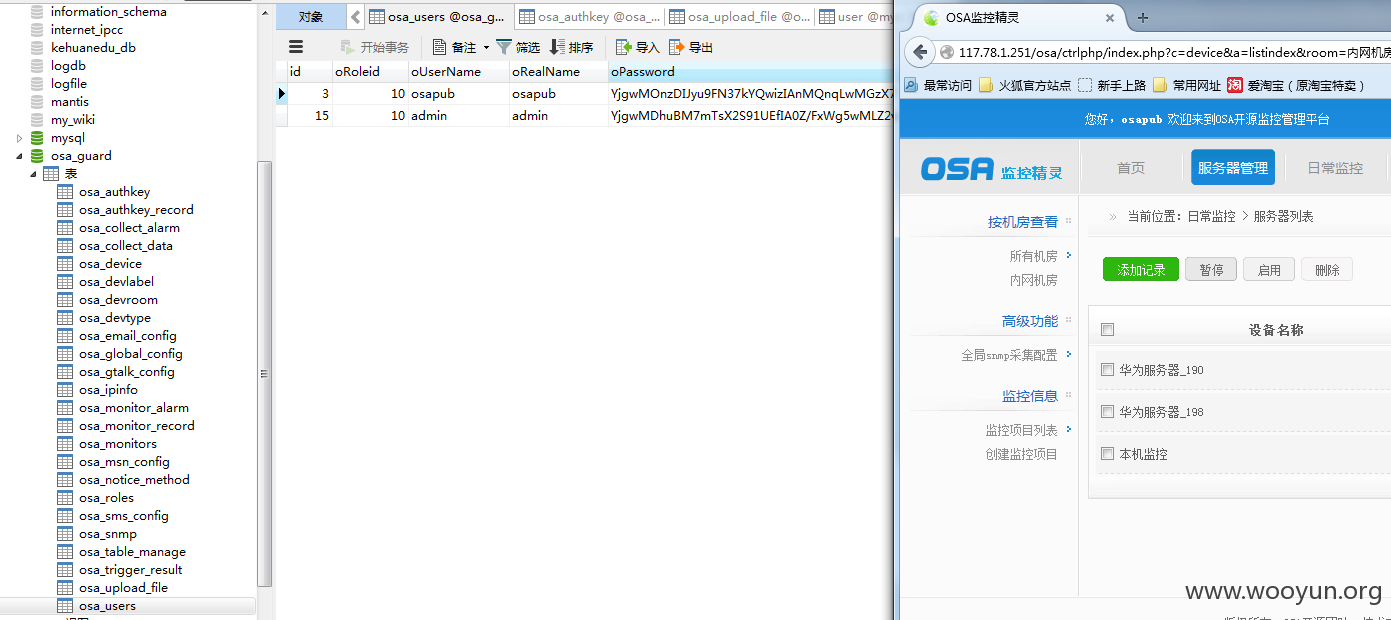 information_schema
internet_ipcc
kehuanedu_db
logdb
logfile
mantis
my_wiki
mysql
osa_guard
表
osa_authkey
osa_authkey_record
osa_collect_alarm
osa_collect_data
osa_device
osa_devlabel
osa_devroom
osa_devtype
osa_email_config
osa_global_config
osa_gtalk_config
osa_ipinfo
osa_monitor_alarm
osa_monitor_record
osa_monitors
osa_msn_config
osa_notice_method
osa_roles
osa_sms_config
osa_snmp
osa_table_manage
osa_trigger_result
osa_upload_file
osa_users
对象 osa_users @osa_g... osa_authkey @osa_... osa_upload_file @o... user @my
开始事务 备注 筛选 排序 导入 导出
id oRoleid oUserName oRealName oPassword
3 10 osapub osapub
15 10 admin admin
OSA监控精灵
117.78.1.251/osa/ctrlphp/index.php?c=device&a=listindex&room=内网机房
最常访问 火狐官方站点 新手上路 常用网址 淘 爱淘宝（原淘宝特卖）
您好，osapub 欢迎来到OSA开源监控管理平台
OSA 监控精灵
首页 服务器管理 日常监控
按机房查看
所有机房
内网机房
高级功能
全局snmp采集配置
监控信息
监控项目列表
创建监控项目
» 当前位置：日常监控 > 服务器列表
添加记录 暂停 启用 删除
设备名称
华为服务器_190
华为服务器_198
本机监控
www.wooyun.org